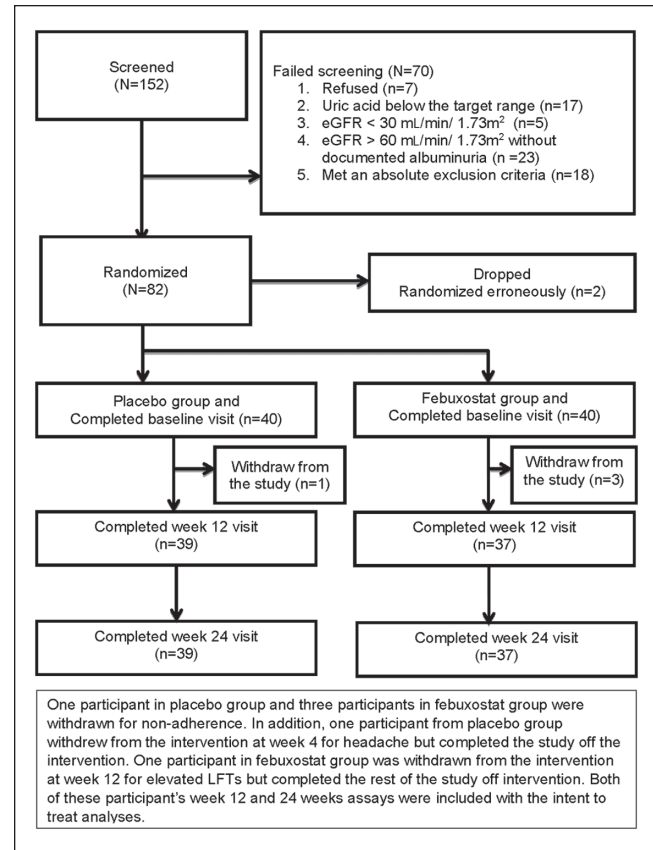 Screened
(N=152)
Failed screening (N=70)
1. Refused (n=7)
2. Uric acid below the target range (n=17)
3. eGFR < 30 mL/min/ 1.73m² (n=5)
4. eGFR > 60 mL/min/ 1.73m² without
documented albuminuria (n =23)
5. Met an absolute exclusion criteria (n=18)
Randomized
(N=82)
Dropped
Randomized erroneously (n=2)
Placebo group and
Completed baseline visit (n=40)
Febuxostat group and
Completed baseline visit (n=40)
Withdraw from
the study (n=1)
Withdraw from
the study (n=3)
Completed week 12 visit
(n=39)
Completed week 12 visit
(n=37)
Completed week 24 visit
(n=39)
Completed week 24 visit
(n=37)
One participant in placebo group and three participants in febuxostat group were
withdrawn for non-adherence. In addition, one participant from placebo group
withdrew from the intervention at week 4 for headache but completed the study off the
intervention. One participant in febuxostat group was withdrawn from the intervention
at week 12 for elevated LFTs but completed the rest of the study off intervention. Both
of these participant's week 12 and 24 weeks assays were included with the intent to
treat analyses.